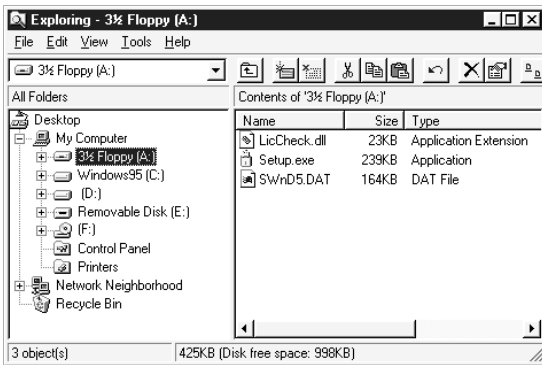 Exploring - 3½ Floppy (A:)
File Edit View Tools Help
3½ Floppy (A:)
All Folders
Contents of '3½ Floppy (A:)'
Desktop
My Computer
3½ Floppy (A:)
Windows95 (C:)
(D:)
Removable Disk (E:)
(F:)
Control Panel
Printers
Network Neighborhood
Recycle Bin
Name Size Type
LicCheck.dll 23KB Application Extension
Setup.exe 239KB Application
SWnD5.DAT 164KB DAT File
3 object(s) 425KB (Disk free space: 998KB)